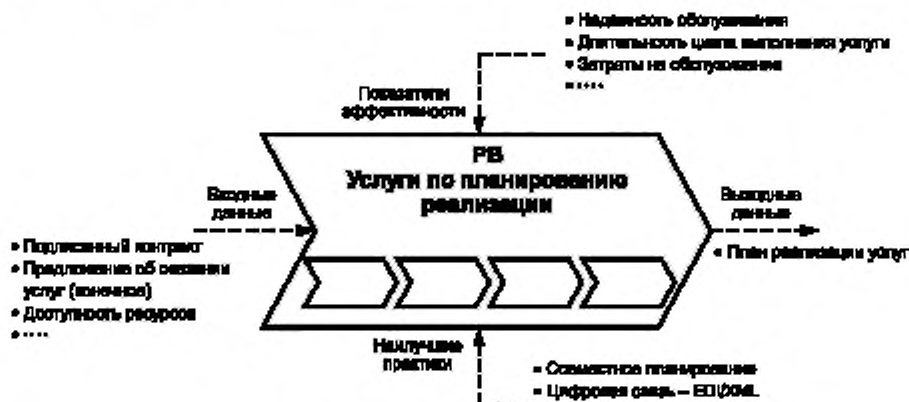 • Надежность обслуживания
• Длительность цикла выполнения услуги
• Затраты на обслуживание
• ····
Показатели
эффективности
РВ
Услуги по планированию
реализации
Входные
данные
Выходные
данные
• Подписанный контракт
• Предложение об оказании
услуг (конечное)
• Доступность ресурсов
• ····
• План реализации услуг
Наилучшие
практики
• Совместное планирование
• Цифровая связь – EDI/XML